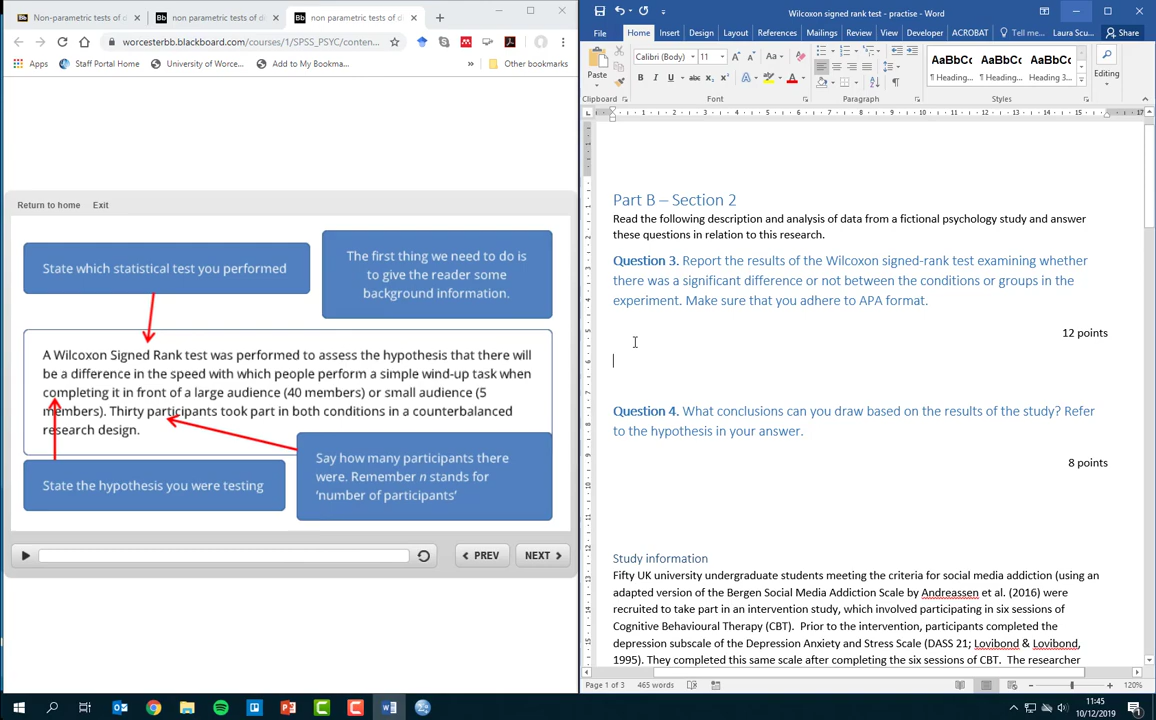 Non-parametric tests of d
non parametric tests of de
non parametric tests of d
worcesterbb.blackboard.com/courses/1/SPSS_PSYC/conten...
Apps
Staff Portal Home
University of Worce...
Add to My Bookmark...
»
Other bookmarks
Return to home
Exit
State which statistical test you performed
The first thing we need to do is
to give the reader some
background information.
A Wilcoxon Signed Rank test was performed to assess the hypothesis that there will
be a difference in the speed with which people perform a simple wind-up task when
completing it in front of a large audience (40 members) or small audience (5
members). Thirty participants took part in both conditions in a counterbalanced
research design.
Say how many participants there
were. Remember n stands for
'number of participants'
State the hypothesis you were testing
PREV
NEXT
Wilcoxon signed rank test - practise - Word
File
Home
Insert
Design
Layout
References
Mailings
Review
View
Developer
ACROBAT
Tell me...
Laura Scu...
Share
Paste
Calibri (Body)
11
Editing
AaBbCc
AaBbCc
AaBbCc
¶ Heading...
¶ Heading...
Heading 3...
Clipboard
Font
Paragraph
Styles
Part B – Section 2
Read the following description and analysis of data from a fictional psychology study and answer
these questions in relation to this research.
Question 3. Report the results of the Wilcoxon signed-rank test examining whether
there was a significant difference or not between the conditions or groups in the
experiment. Make sure that you adhere to APA format.
12 points
Question 4. What conclusions can you draw based on the results of the study? Refer
to the hypothesis in your answer.
8 points
Study information
Fifty UK university undergraduate students meeting the criteria for social media addiction (using an
adapted version of the Bergen Social Media Addiction Scale by Andreassen et al. (2016) were
recruited to take part in an intervention study, which involved participating in six sessions of
Cognitive Behavioural Therapy (CBT).  Prior to the intervention, participants completed the
depression subscale of the Depression Anxiety and Stress Scale (DASS 21; Lovibond & Lovibond,
1995). They completed this same scale after completing the six sessions of CBT.  The researcher
Page 1 of 3
465 words
120%
11:45
10/12/2019